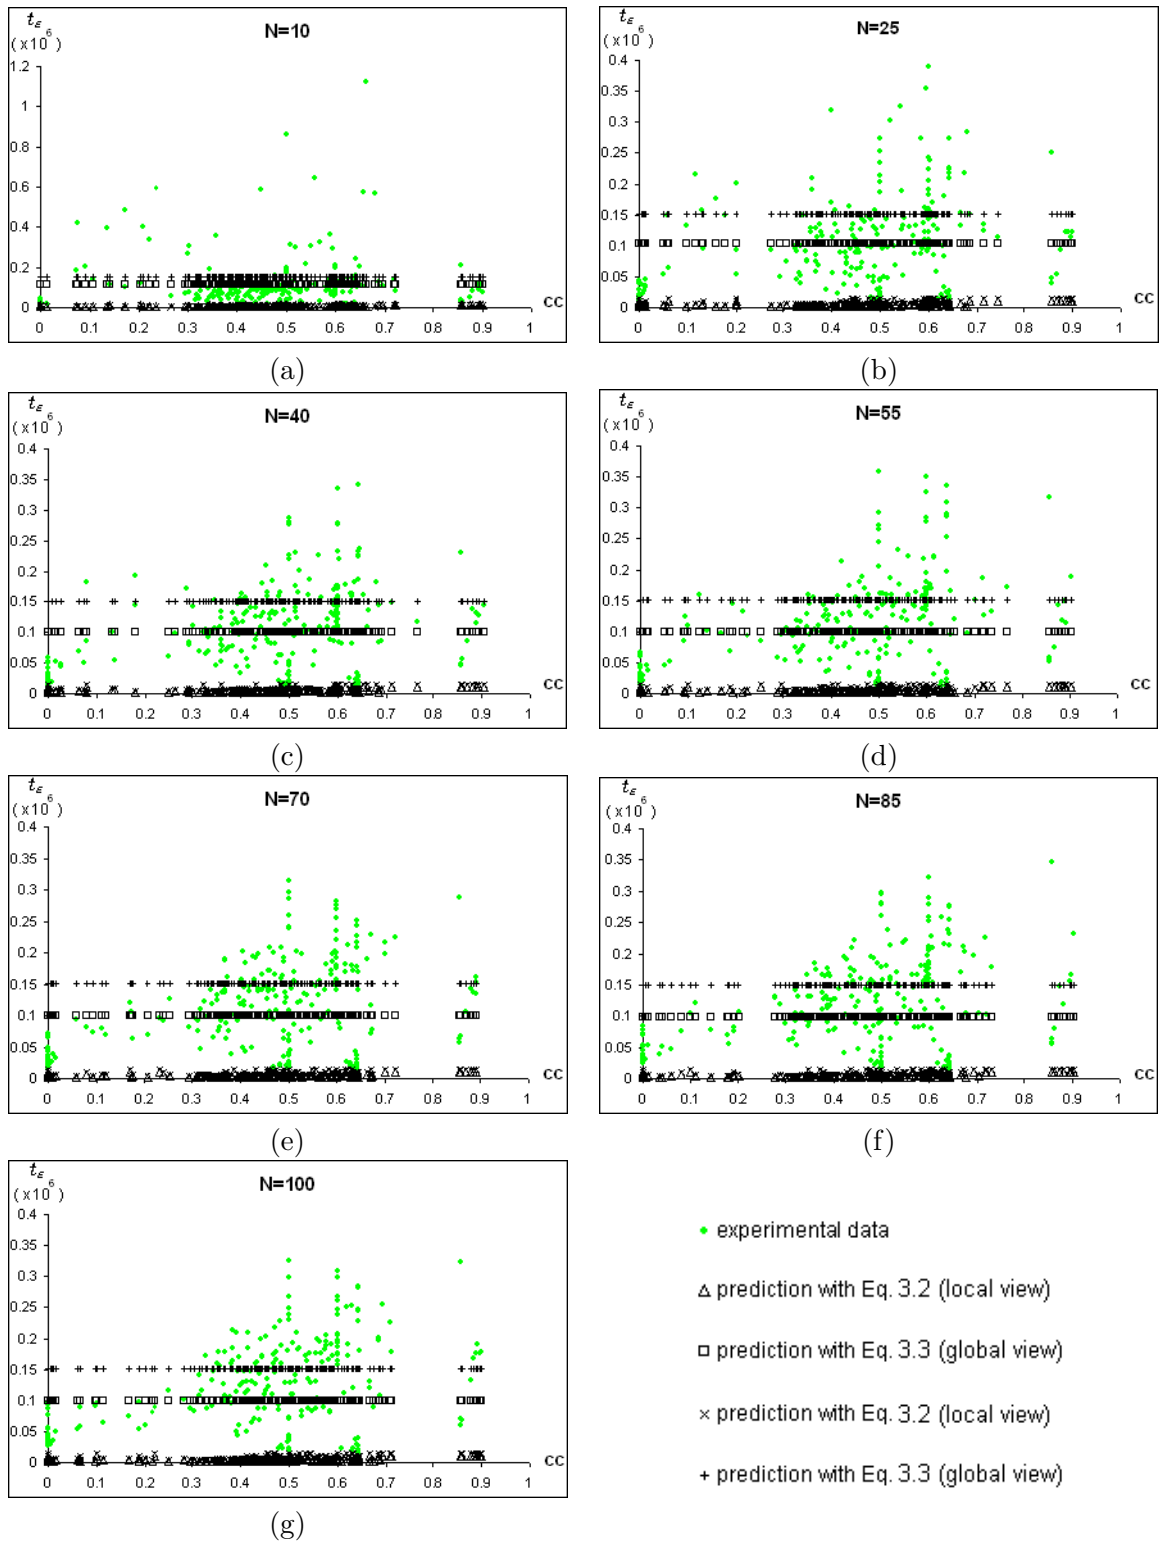 tε
(x10^6)
N=10
1.2
1
0.8
0.6
0.4
0.2
0
0 0.1 0.2 0.3 0.4 0.5 0.6 0.7 0.8 0.9 1
CC
(a)
tε
(x10^6)
N=25
0.4
0.35
0.3
0.25
0.2
0.15
0.1
0.05
0
0 0.1 0.2 0.3 0.4 0.5 0.6 0.7 0.8 0.9 1
CC
(b)
tε
(x10^6)
N=40
0.4
0.35
0.3
0.25
0.2
0.15
0.1
0.05
0
0 0.1 0.2 0.3 0.4 0.5 0.6 0.7 0.8 0.9 1
CC
(c)
tε
(x10^6)
N=55
0.4
0.35
0.3
0.25
0.2
0.15
0.1
0.05
0
0 0.1 0.2 0.3 0.4 0.5 0.6 0.7 0.8 0.9 1
CC
(d)
tε
(x10^6)
N=70
0.4
0.35
0.3
0.25
0.2
0.15
0.1
0.05
0
0 0.1 0.2 0.3 0.4 0.5 0.6 0.7 0.8 0.9 1
CC
(e)
tε
(x10^6)
N=85
0.4
0.35
0.3
0.25
0.2
0.15
0.1
0.05
0
0 0.1 0.2 0.3 0.4 0.5 0.6 0.7 0.8 0.9 1
CC
(f)
tε
(x10^6)
N=100
0.4
0.35
0.3
0.25
0.2
0.15
0.1
0.05
0
0 0.1 0.2 0.3 0.4 0.5 0.6 0.7 0.8 0.9 1
CC
(g)
experimental data
prediction with Eq. 3.2 (local view)
prediction with Eq. 3.3 (global view)
prediction with Eq. 3.2 (local view)
prediction with Eq. 3.3 (global view)